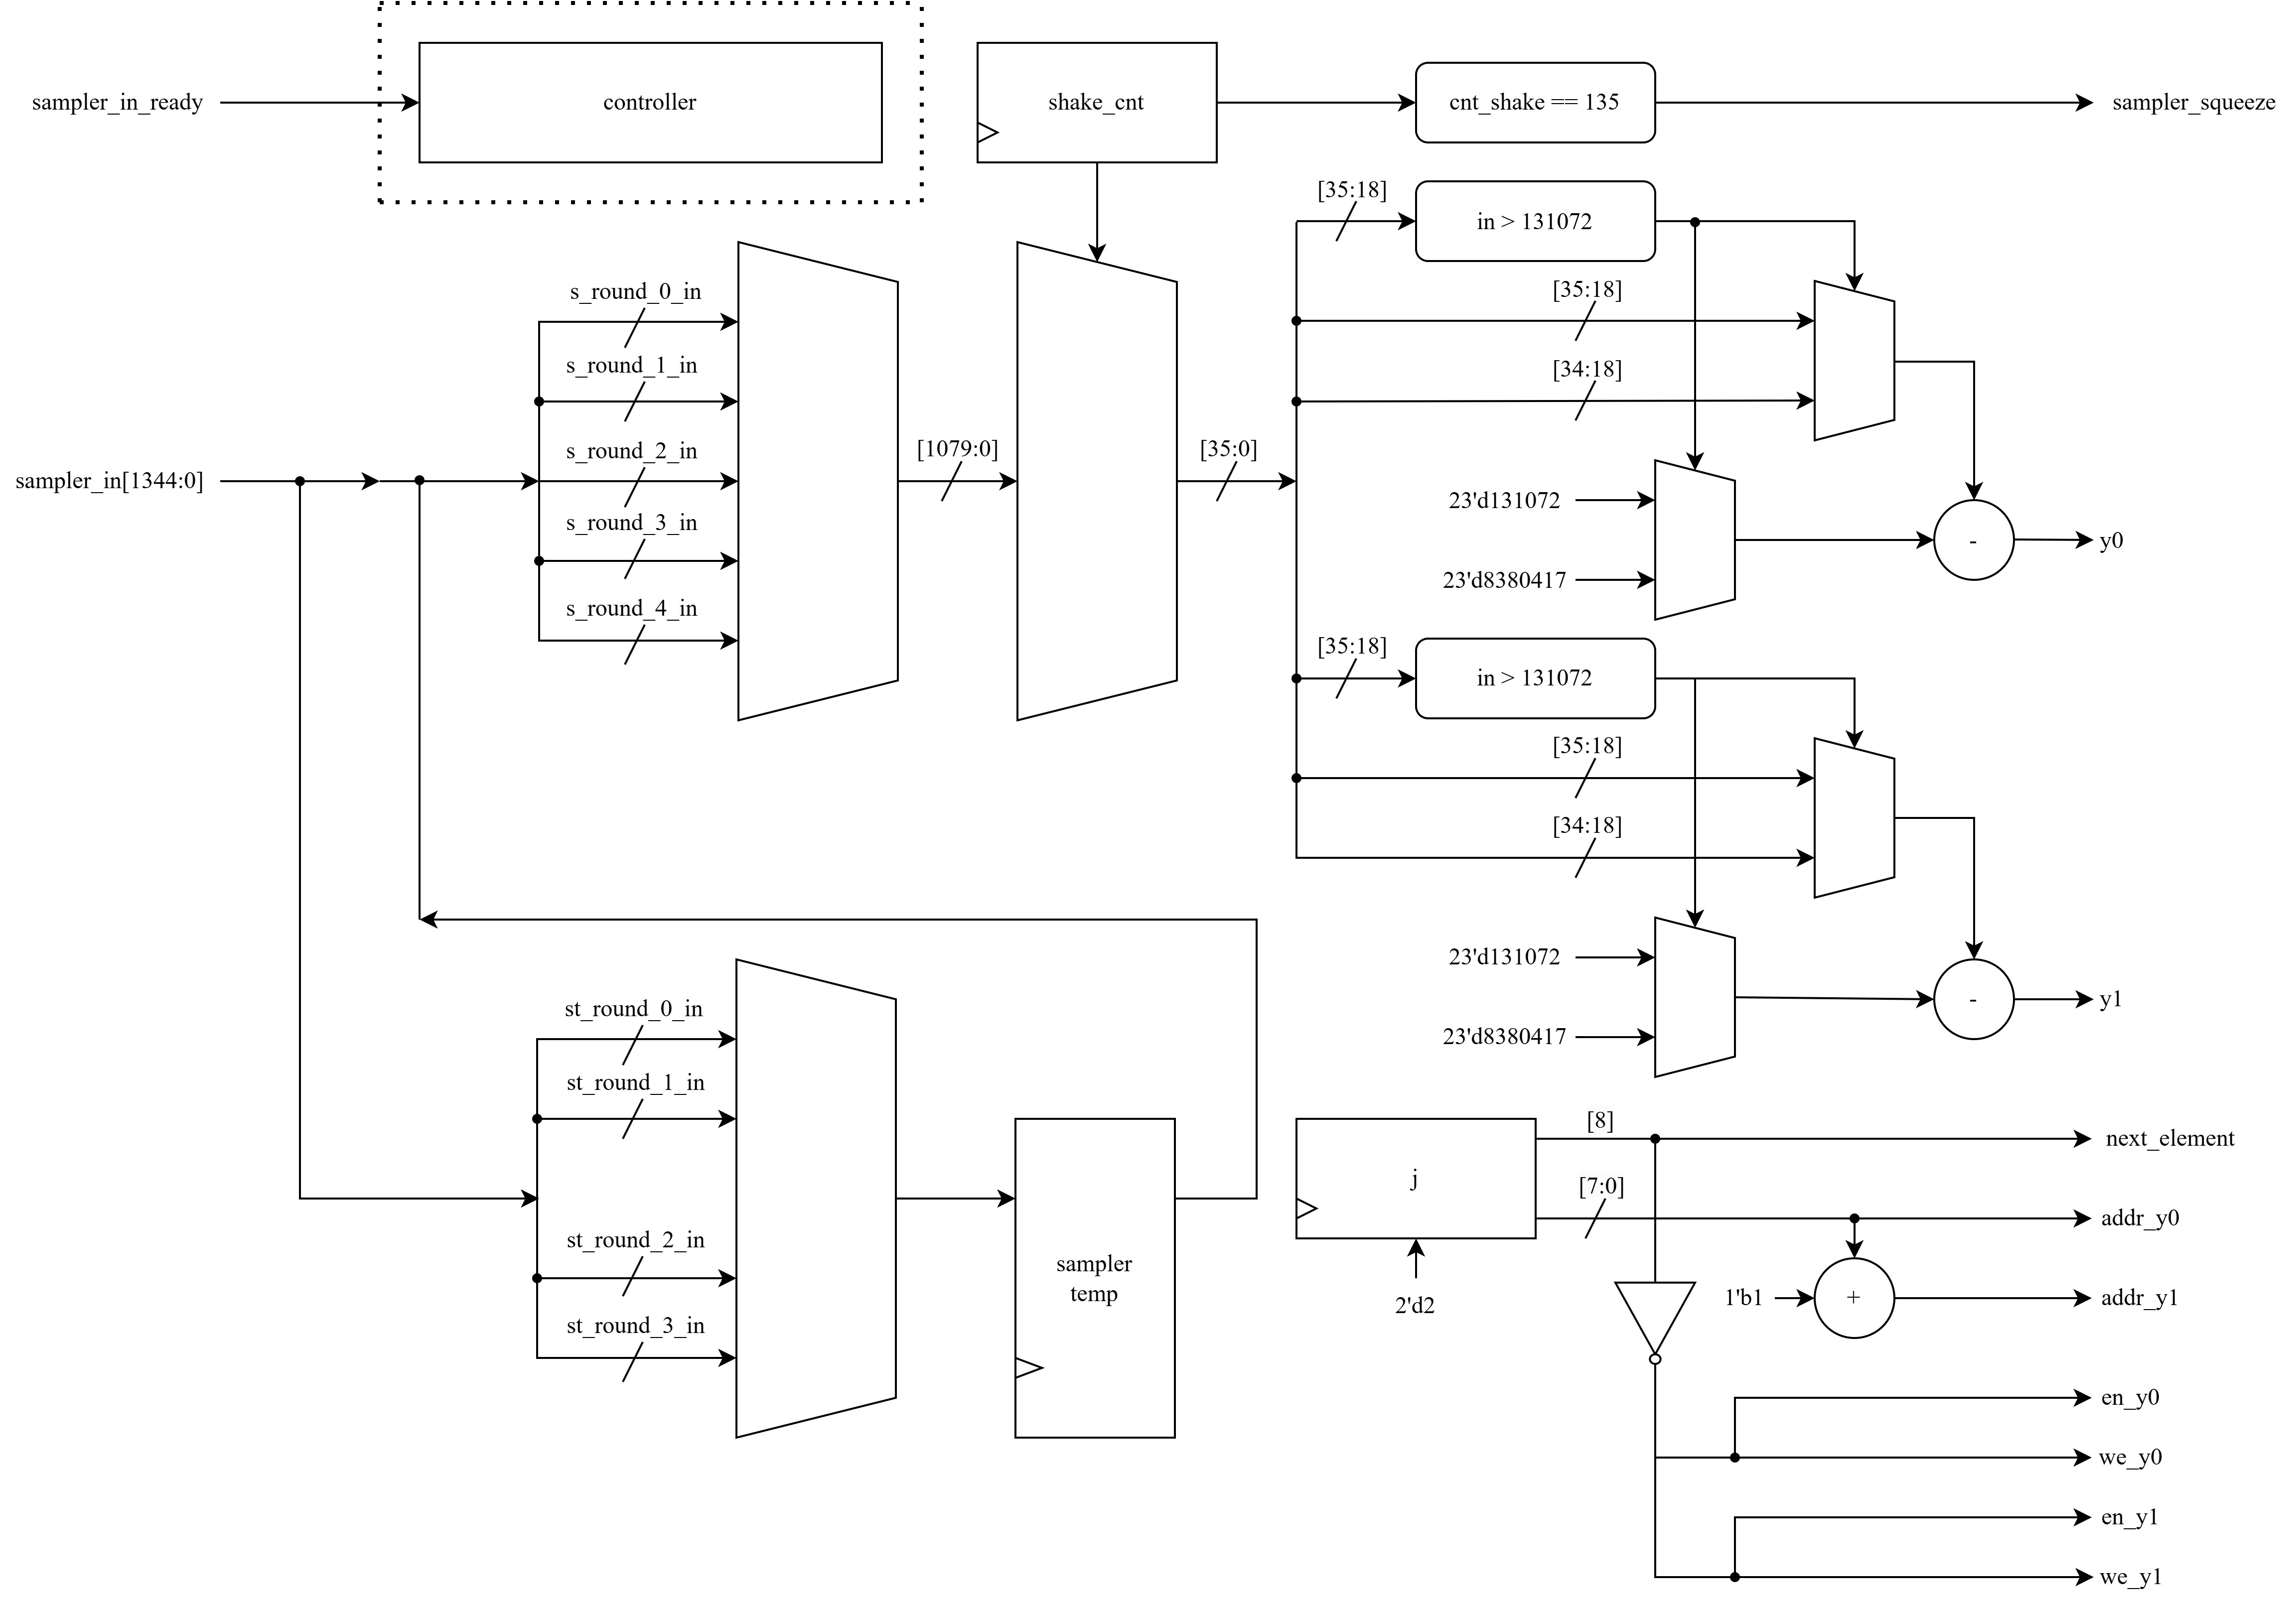 sampler_in_ready
controller
shake_cnt
cnt_shake == 135
sampler_squeeze
[35:18]
in > 131072
s_round_0_in
[35:18]
s_round_1_in
[34:18]
s_round_2_in
[1079:0]
[35:0]
sampler_in[1344:0]
23'd131072
s_round_3_in
y0
23'd8380417
s_round_4_in
[35:18]
in > 131072
[35:18]
[34:18]
23'd131072
y1
23'd8380417
st_round_0_in
st_round_1_in
st_round_2_in
st_round_3_in
sampler
temp
[8]
next_element
j
[7:0]
addr_y0
2'd2
1'b1
+
addr_y1
-
-
en_y0
we_y0
en_y1
we_y1